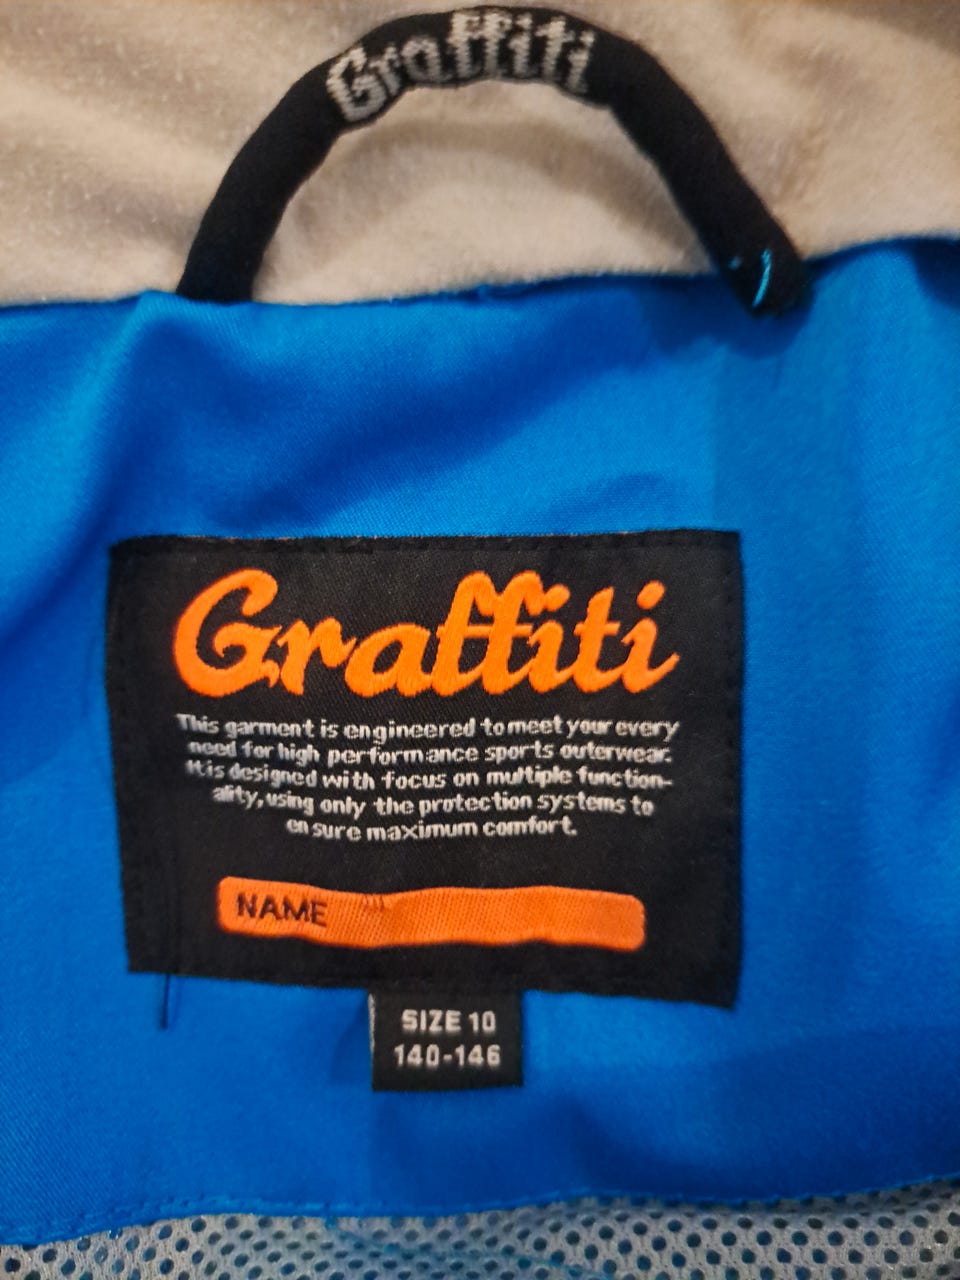 Graffiti
Graffiti
This garment is engineered to meet your every
need for high performance sports outerwear.
It is designed with focus on multiple function-
ality, using only the protection systems to
ensure maximum comfort.
NAME
SIZE 10
140-146